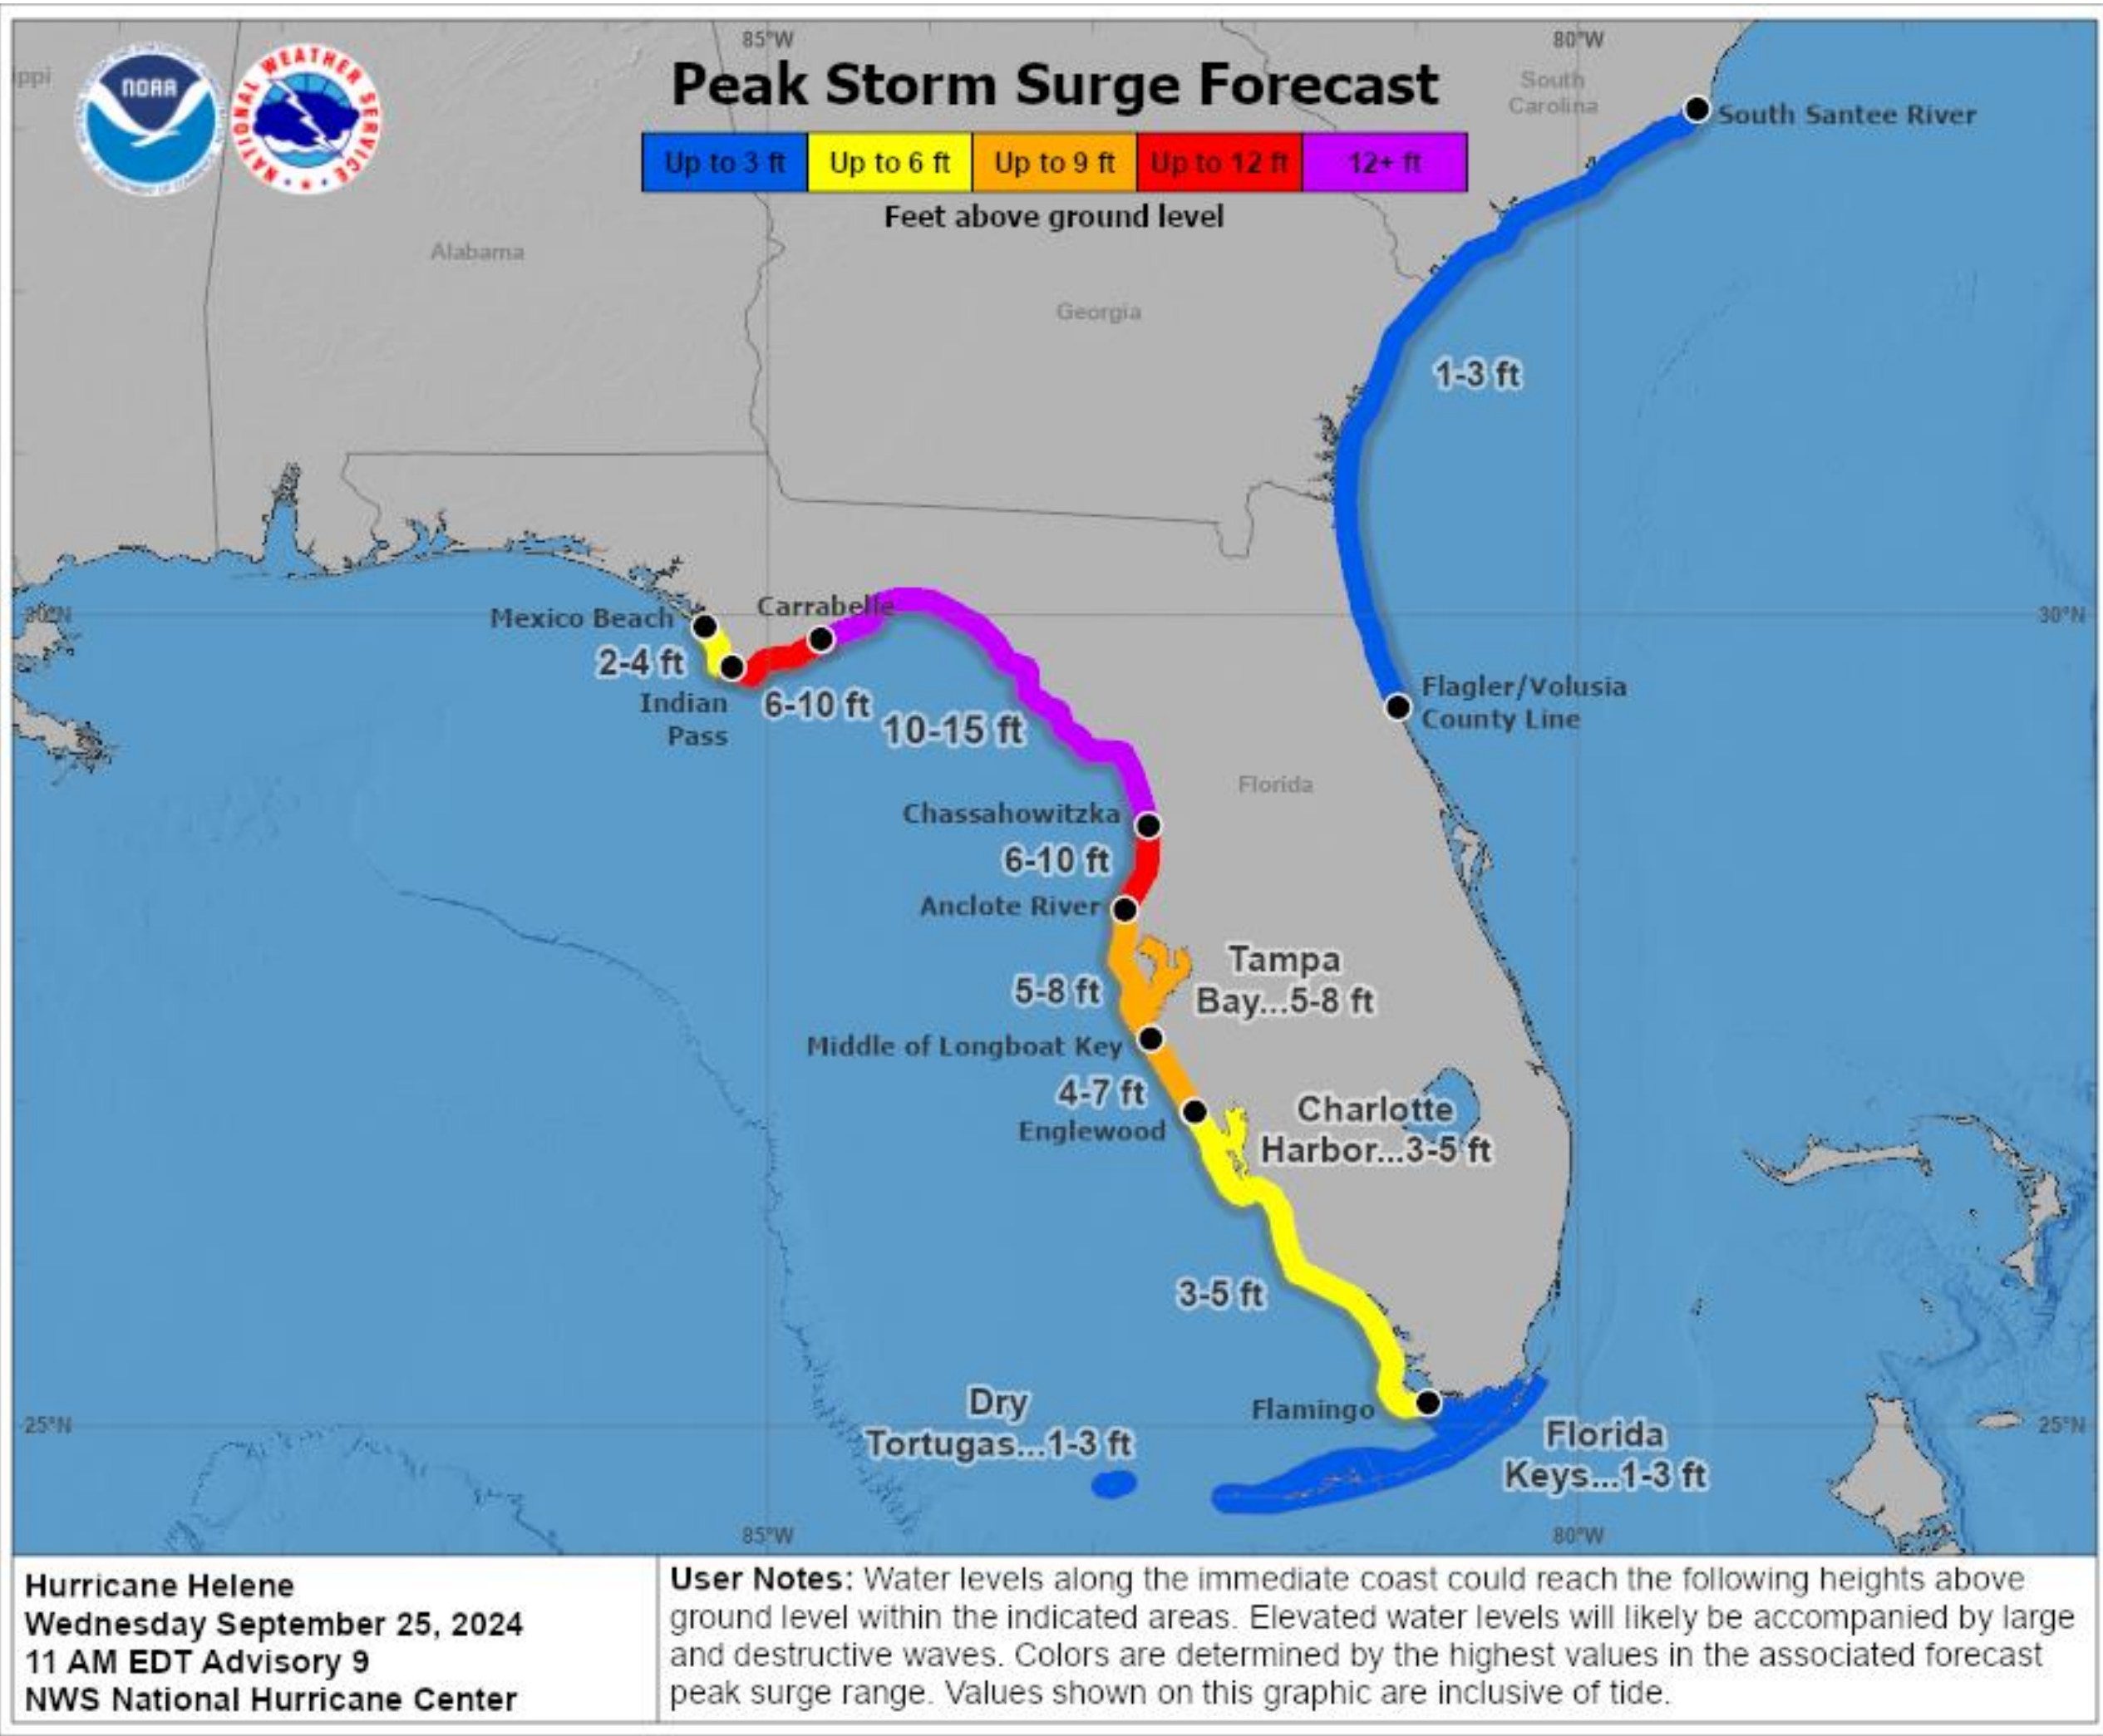 NOAA
NATIONAL WEATHER SERVICE
ippi
85°W
80°W
Peak Storm Surge Forecast
Up to 3 ft Up to 6 ft Up to 9 ft Up to 12 ft 12+ ft
Feet above ground level
South
Carolina
South Santee River
Alabama
Georgia
1-3 ft
30°N
30°N
Mexico Beach
Carrabelle
2-4 ft
Indian
Pass
6-10 ft
10-15 ft
Flagler/Volusia
County Line
Florida
Chassahowitzka
6-10 ft
Anclote River
Tampa
Bay...5-8 ft
5-8 ft
Middle of Longboat Key
4-7 ft
Englewood
Charlotte
Harbor...3-5 ft
3-5 ft
Flamingo
Dry
Tortugas...1-3 ft
Florida
Keys...1-3 ft
25°N
25°N
85°W
80°W
Hurricane Helene
Wednesday September 25, 2024
11 AM EDT Advisory 9
NWS National Hurricane Center
User Notes: Water levels along the immediate coast could reach the following heights above
ground level within the indicated areas. Elevated water levels will likely be accompanied by large
and destructive waves. Colors are determined by the highest values in the associated forecast
peak surge range. Values shown on this graphic are inclusive of tide.